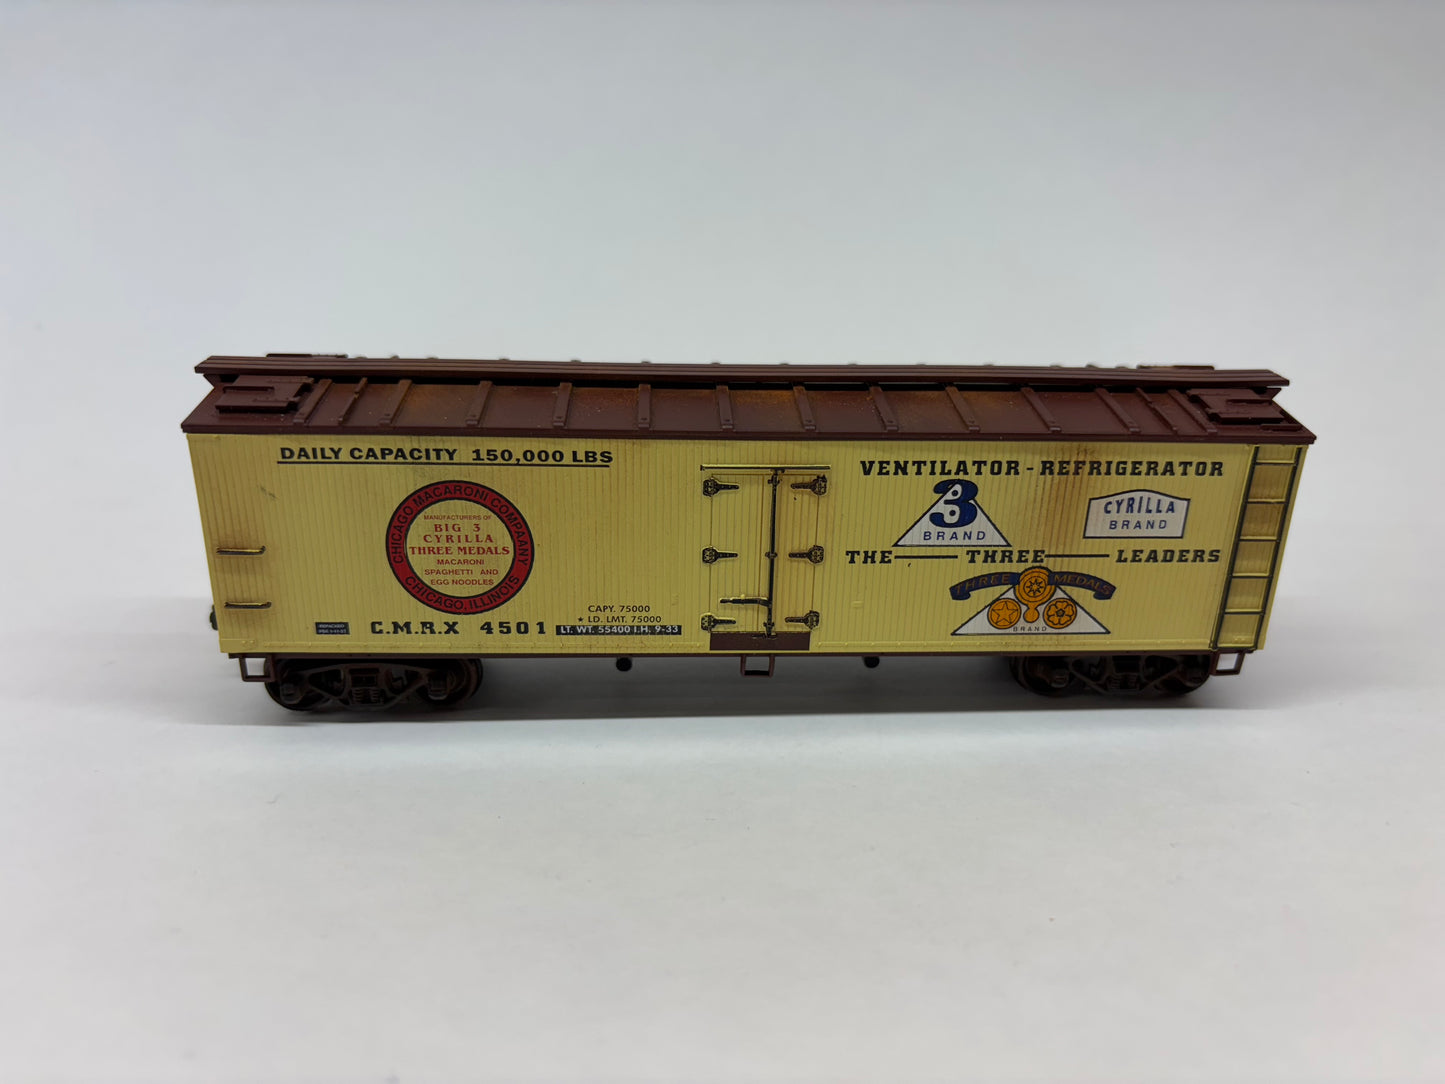 DAILY CAPACITY 150,000 LBS
CHICAGO MACARONI COMPAANY
CHICAGO, ILLINOIS
MANUFACTURERS OF
BIG 3
CYRILLA
THREE MEDALS
MACARONI
SPAGHETTI AND
EGG NOODLES
CAPY. 75000
★ LD. LMT. 75000
C.M.R.X 4501 LT. WT. 55400 I.H. 9-33
VENTILATOR - REFRIGERATOR
3
BRAND
CYRILLA
BRAND
THE THREE LEADERS
THREE MEDALS
BRAND